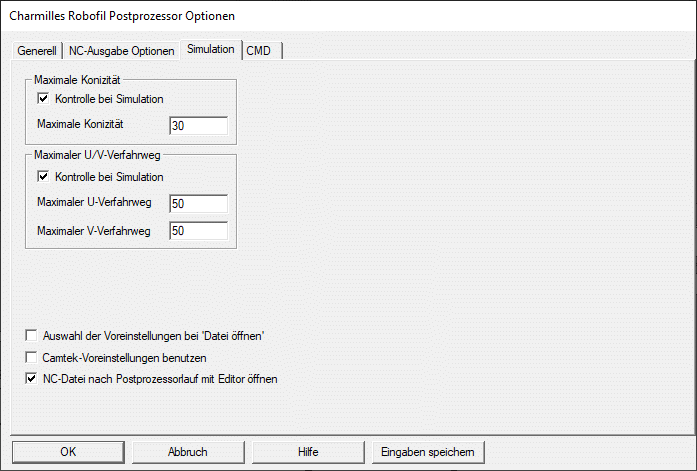 Charmilles Robofil Postprozessor Optionen
Generell NC-Ausgabe Optionen Simulation CMD
Maximale Konizität
Kontrolle bei Simulation
Maximale Konizität 30
Maximaler U/V-Verfahrweg
Kontrolle bei Simulation
Maximaler U-Verfahrweg 50
Maximaler V-Verfahrweg 50
Auswahl der Voreinstellungen bei 'Datei öffnen'
Camtek-Voreinstellungen benutzen
NC-Datei nach Postprozessorlauf mit Editor öffnen
OK Abbruch Hilfe Eingaben speichern